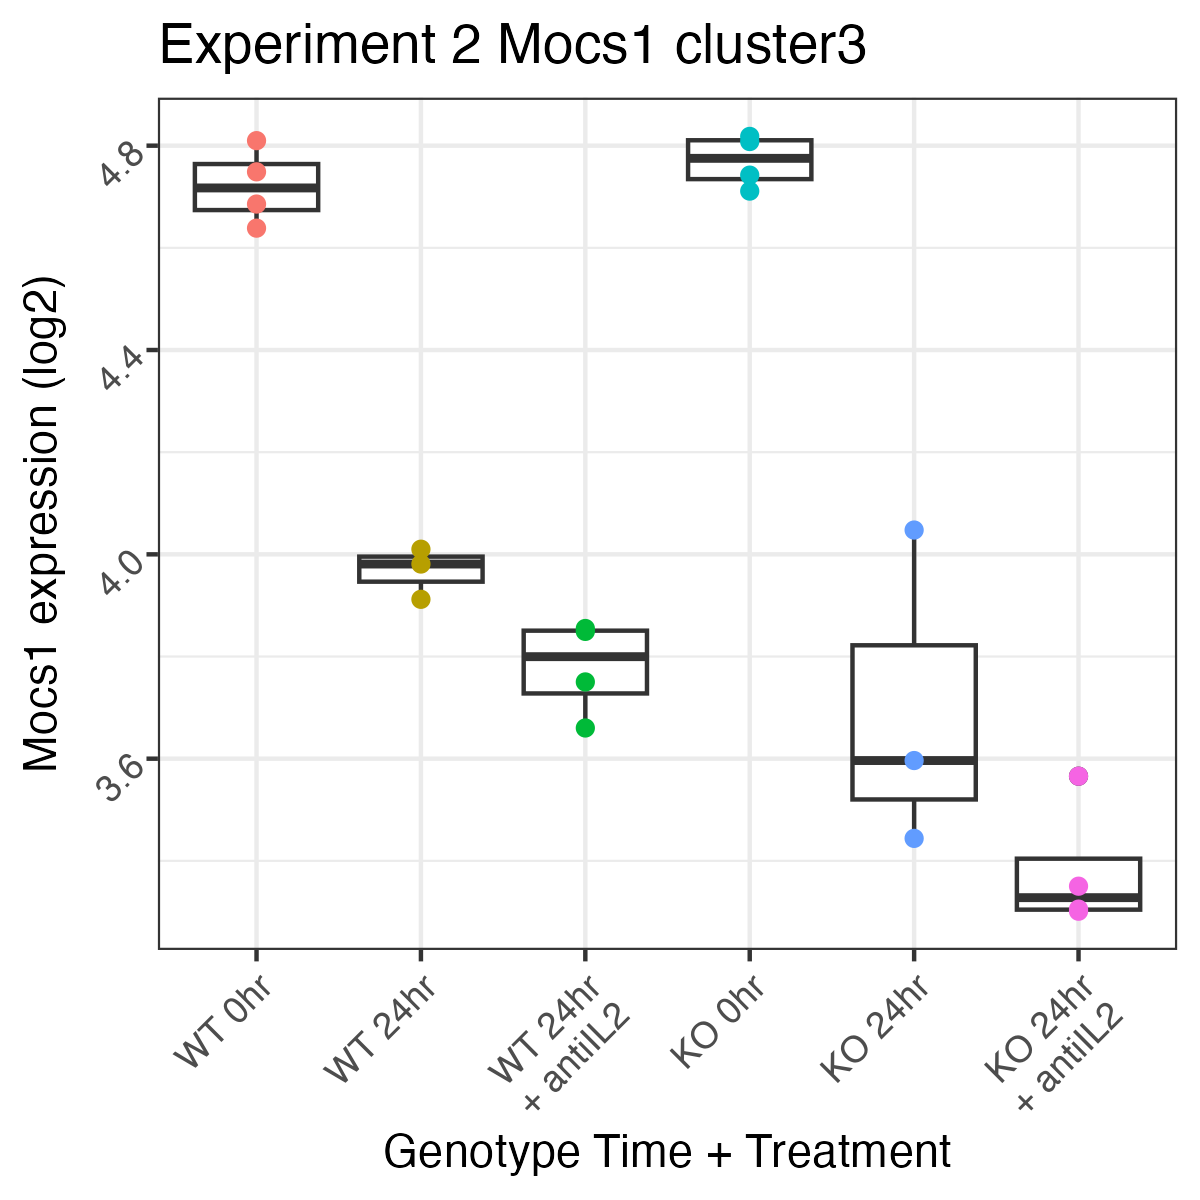 Experiment 2 Mocs1 cluster3
Mocs1 expression (log2)
4.8
4.4
4.0
3.6
WT 0hr
WT 24hr
WT 24hr
+ antiIL2
KO 0hr
KO 24hr
KO 24hr
+ antiIL2
Genotype Time + Treatment